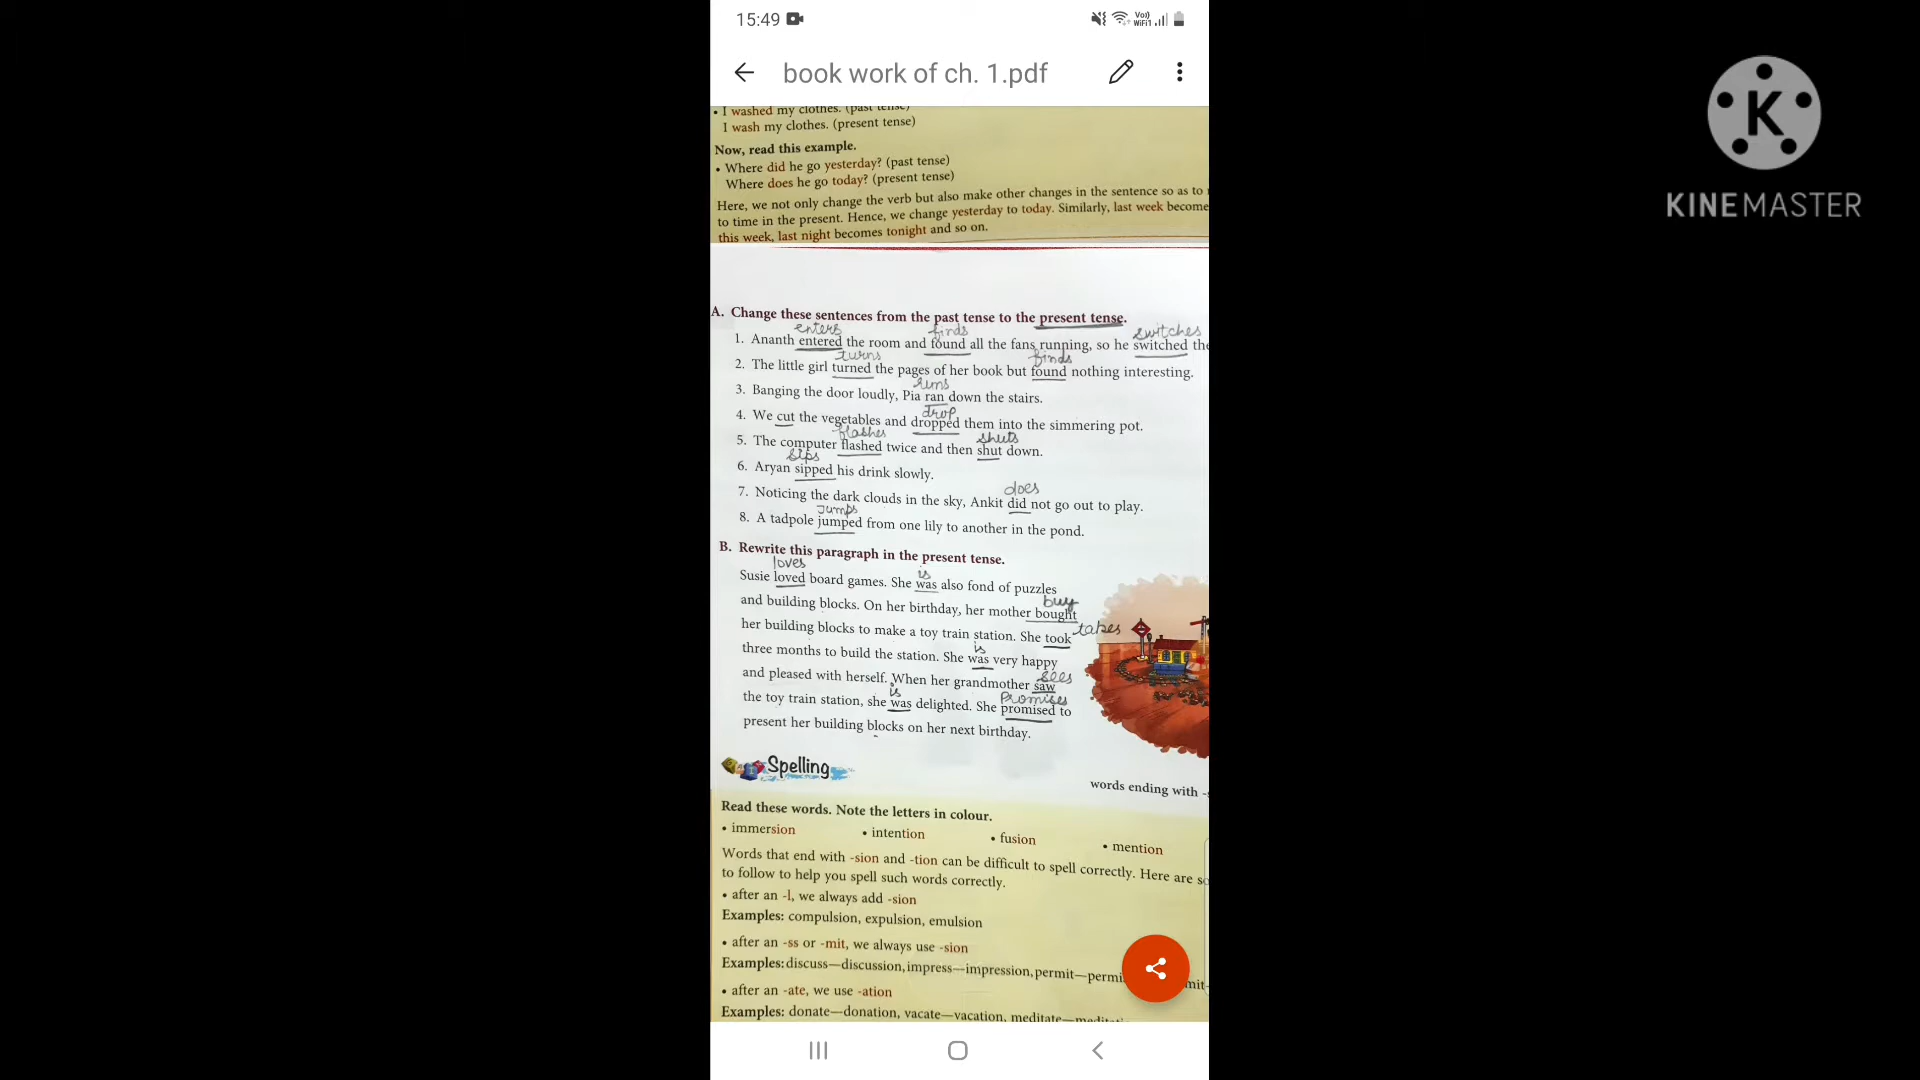 15:49
Vo) WiFi1
book work of ch. 1.pdf
KINEMASTER
• I washed my clothes. (past tense)
I wash my clothes. (present tense)
Now, read this example.
• Where did he go yesterday? (past tense)
Where does he go today? (present tense)
Here, we not only change the verb but also make other changes in the sentence so as to
to time in the present. Hence, we change yesterday to today. Similarly, last week become
this week, last night becomes tonight and so on.
A. Change these sentences from the past tense to the present tense.
enters finds switches
1. Ananth entered the room and found all the fans running, so he switched the
turns finds
2. The little girl turned the pages of her book but found nothing interesting.
runs
3. Banging the door loudly, Pia ran down the stairs.
drop
4. We cut the vegetables and dropped them into the simmering pot.
flashes shuts
5. The computer flashed twice and then shut down.
sips
6. Aryan sipped his drink slowly.
does
7. Noticing the dark clouds in the sky, Ankit did not go out to play.
Jumps
8. A tadpole jumped from one lily to another in the pond.
B. Rewrite this paragraph in the present tense.
loves is
Susie loved board games. She was also fond of puzzles
buy
and building blocks. On her birthday, her mother bought
her building blocks to make a toy train station. She took takes
is
three months to build the station. She was very happy
sees
and pleased with herself. When her grandmother saw
is Promises
the toy train station, she was delighted. She promised to
present her building blocks on her next birthday.
Spelling
words ending with -s
Read these words. Note the letters in colour.
• immersion • intention • fusion • mention
Words that end with -sion and -tion can be difficult to spell correctly. Here are so
to follow to help you spell such words correctly.
• after an -l, we always add -sion
Examples: compulsion, expulsion, emulsion
• after an -ss or -mit, we always use -sion
Examples: discuss—discussion, impress—impression, permit—permi mit-
• after an -ate, we use -ation
Examples: donate—donation, vacate—vacation, meditate—